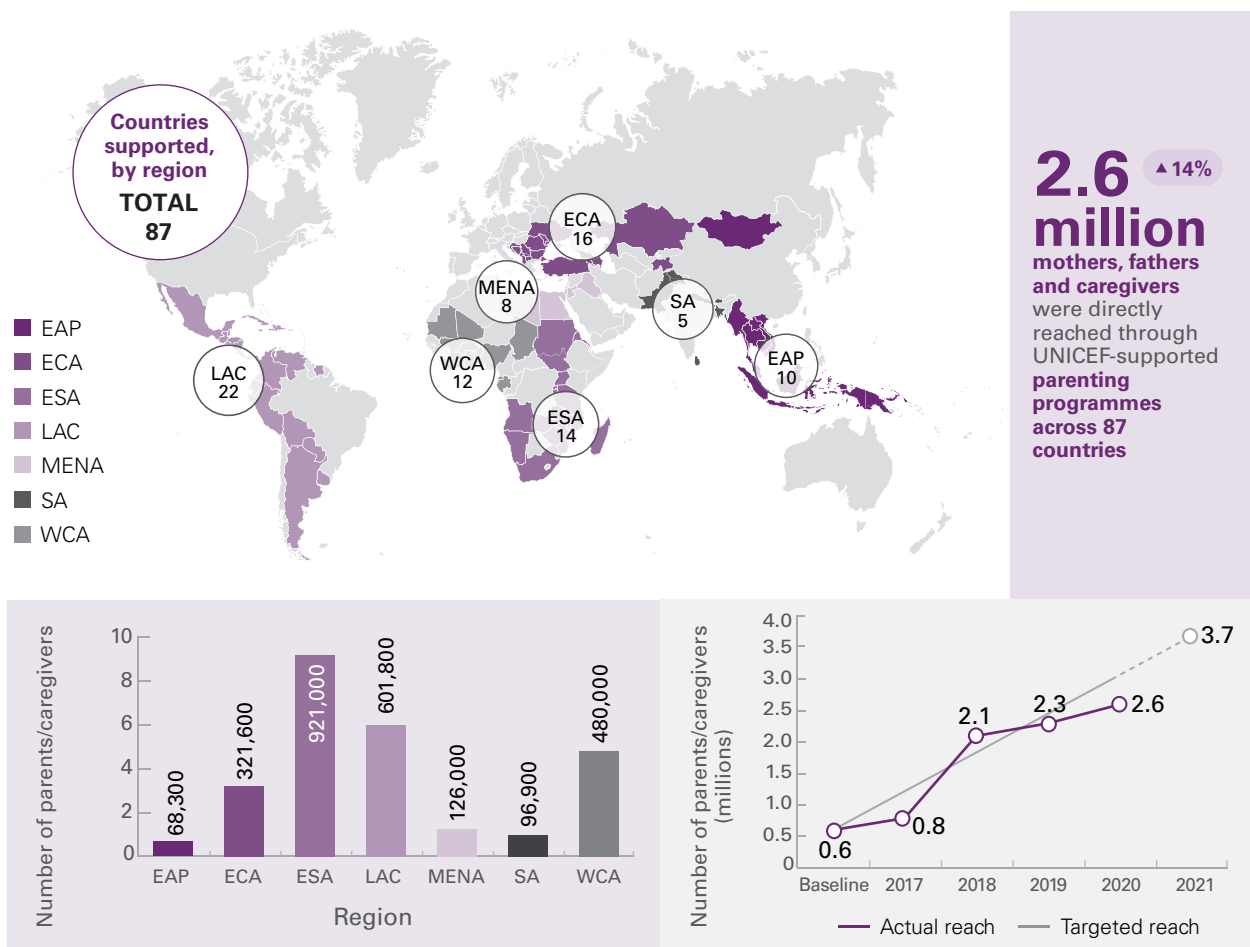 Countries
supported,
by region
TOTAL
87
ECA
16
MENA
8
SA
5
WCA
12
EAP
10
LAC
22
ESA
14
EAP
ECA
ESA
LAC
MENA
SA
WCA
2.6
▲ 14%
million
mothers, fathers
and caregivers
were directly
reached through
UNICEF-supported
parenting
programmes
across 87
countries
Number of parents/caregivers
10
8
6
4
2
0
68,300
321,600
921,000
601,800
126,000
96,900
480,000
EAP
ECA
ESA
LAC
MENA
SA
WCA
Region
Number of parents/caregivers
(millions)
4.0
3.5
3.0
2.5
2.0
1.5
1.0
0.5
0
0.6
0.8
2.1
2.3
2.6
3.7
Baseline
2017
2018
2019
2020
2021
Actual reach
Targeted reach